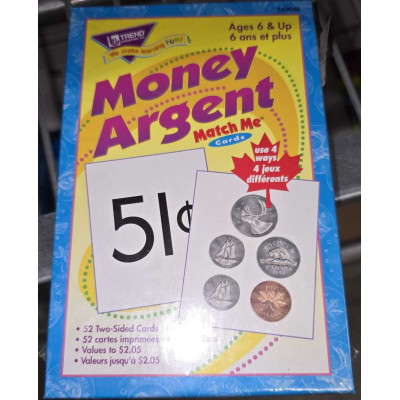 TREND
We make learning FUN!
Ages 6 & Up
6 ans et plus
Money
Argent
Match Me
Cards
use 4
ways
4 jeux
différents
51¢
• 52 Two-Sided Cards
• 52 cartes imprimées
• Values to $2.05
• Valeurs jusqu'à $2.05